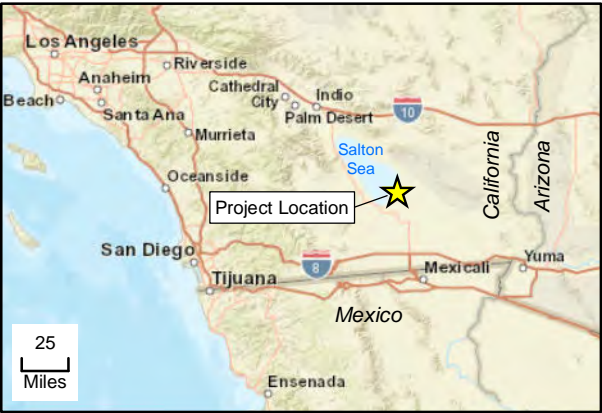 Los Angeles
Riverside
Anaheim
Cathedral
City
Indio
Beach
Santa Ana
Palm Desert
10
Murrieta
Salton
Sea
California
Arizona
Oceanside
Project Location
San Diego
8
Yuma
Tijuana
Mexicali
Mexico
25
Miles
Ensenada